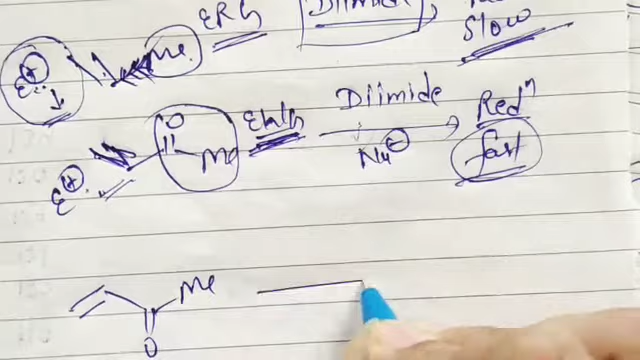 ERG
Diimide,
Slow
E⊕
Me
O
EWG
Diimide
Redⁿ
Me
Nu⊖
fast
E⊕
Me
O